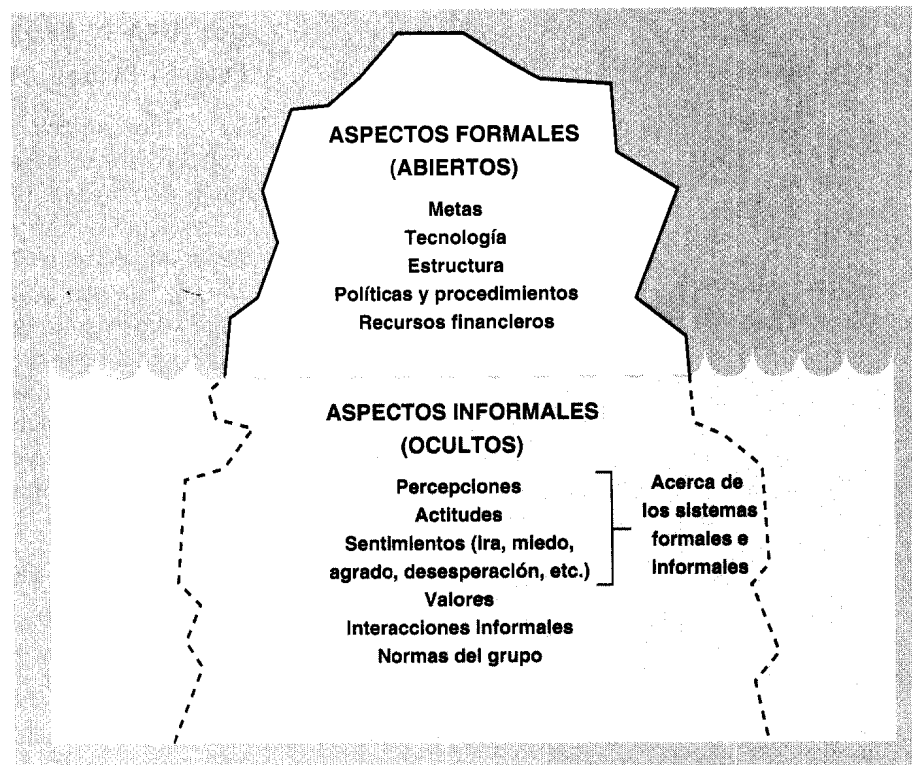 ASPECTOS FORMALES
(ABIERTOS)
Metas
Tecnología
Estructura
Políticas y procedimientos
Recursos financieros
ASPECTOS INFORMALES
(OCULTOS)
Percepciones
Actitudes
Sentimientos (ira, miedo,
agrado, desesperación, etc.)
Valores
Interacciones informales
Normas del grupo
Acerca de
los sistemas
formales e
informales